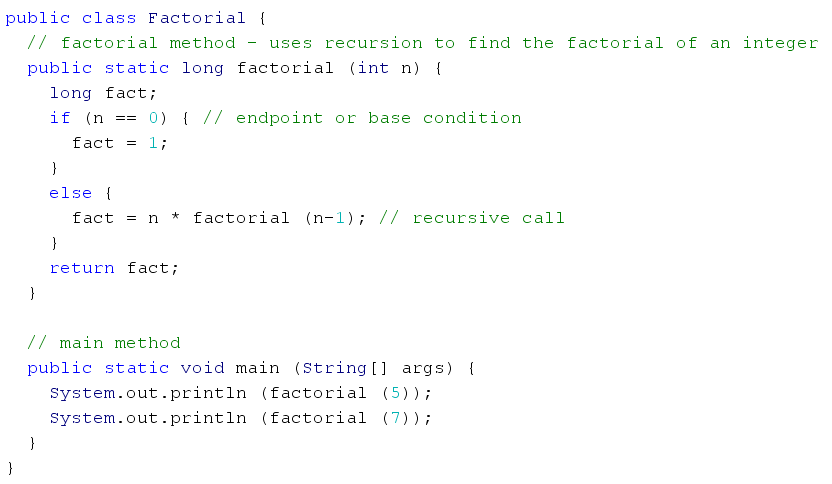 public class Factorial {
  // factorial method - uses recursion to find the factorial of an integer
  public static long factorial (int n) {
    long fact;
    if (n == 0) { // endpoint or base condition
      fact = 1;
    }
    else {
      fact = n * factorial (n-1); // recursive call
    }
    return fact;
  }

  // main method
  public static void main (String[] args) {
    System.out.println (factorial (5));
    System.out.println (factorial (7));
  }
}